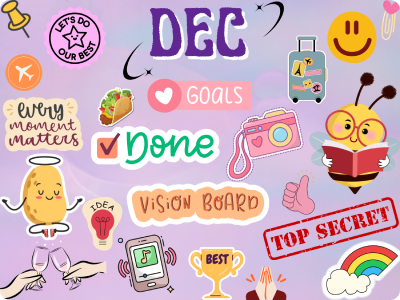 LET'S DO
OUR BEST
DEC
GOALS
every
moment
matters
Done
VISION BOARD
IDEA
TOP SECRET
BEST